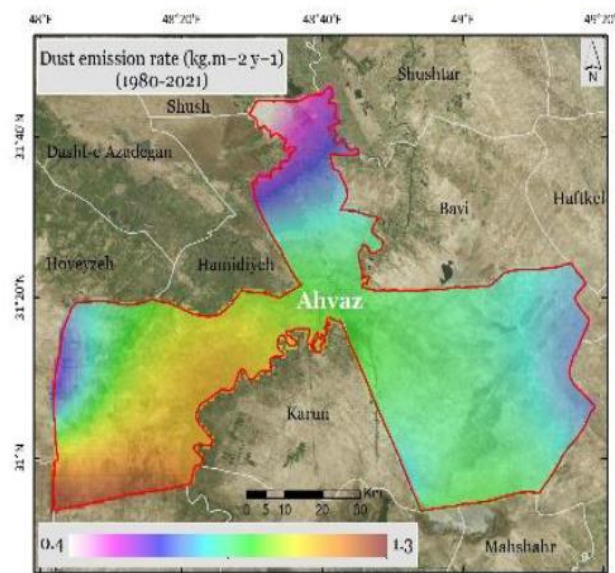 48°E 48°20'E 48°40'E 49°E 49°20'E
Dust emission rate (kg.m−2 y−1)
(1980-2021)
N
Shushtar
Shush
31°40'N
Dasht-e Azadegan
Haftkel
Bavi
Hoveyzeh
Hamidiyeh
31°20'N
Ahvaz
Karun
31°N
Km
0 5 10 20 30
0.4 1.3
Mahshahr